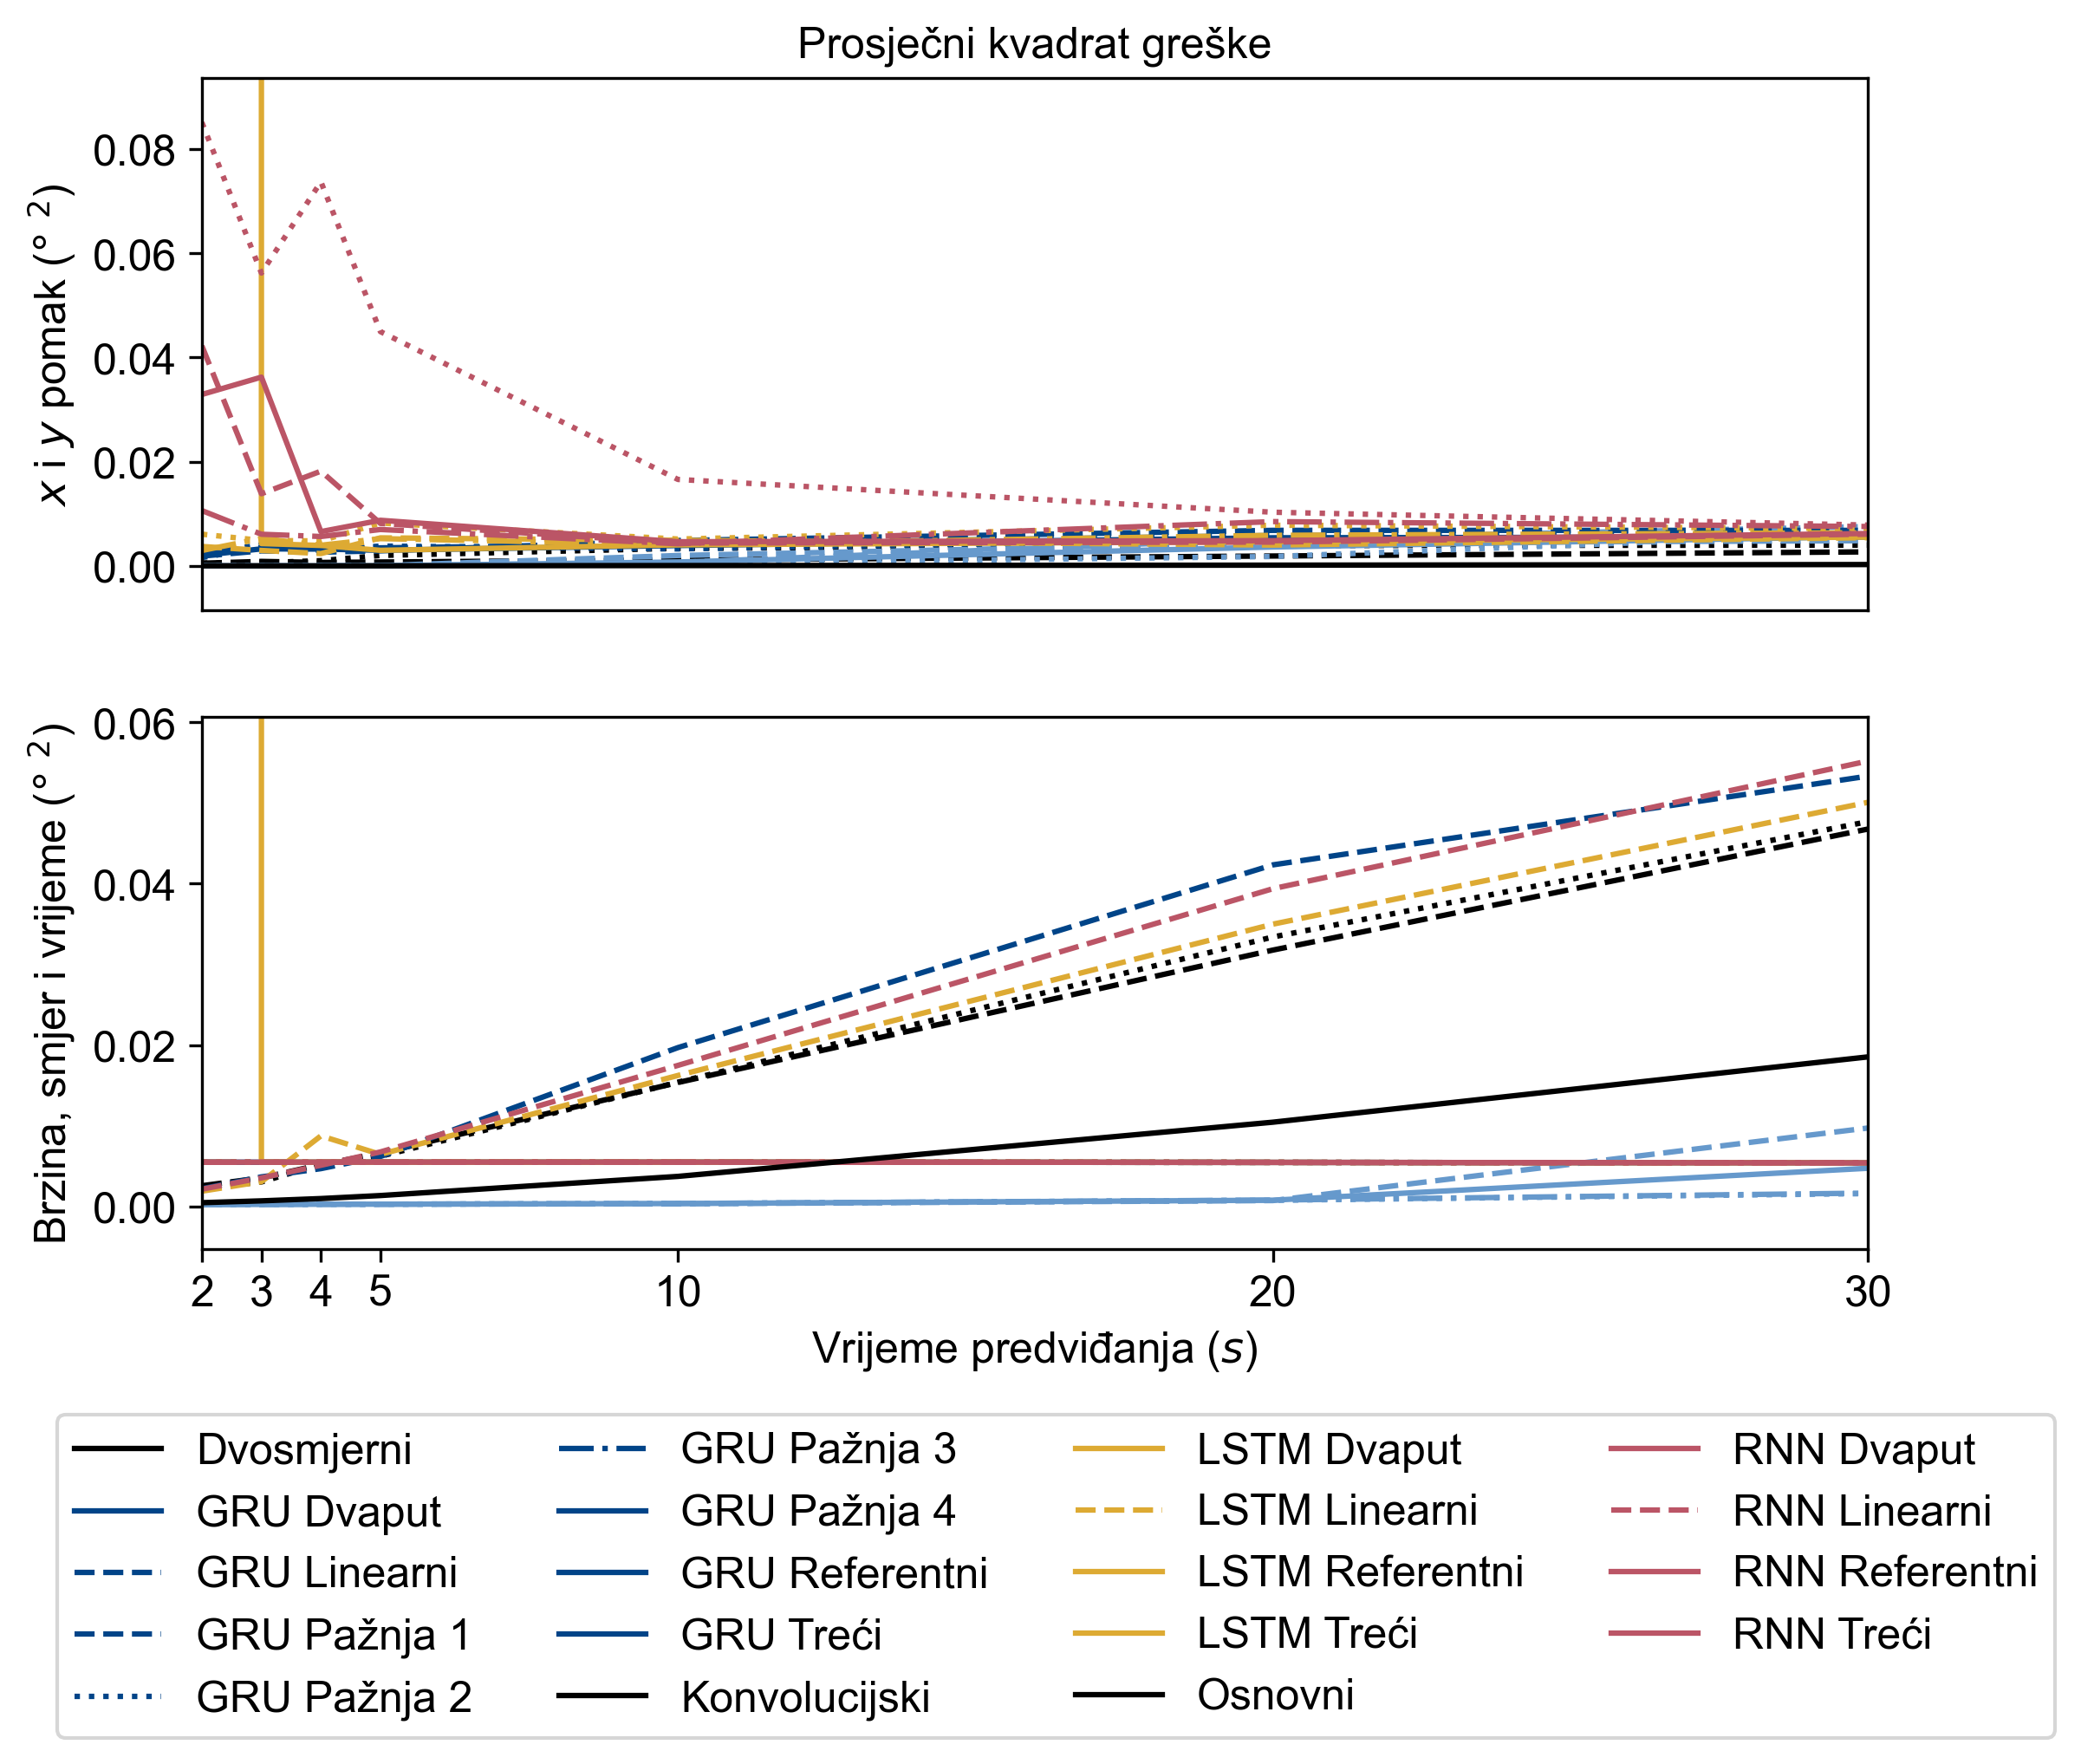 Prosječni kvadrat greške
x i y pomak (° ²)
0.08
0.06
0.04
0.02
0.00
Brzina, smjer i vrijeme (° ²)
0.06
0.04
0.02
0.00
2 3 4 5 10 20 30
Vrijeme predviđanja (s)
Dvosmjerni
GRU Dvaput
GRU Linearni
GRU Pažnja 1
GRU Pažnja 2
GRU Pažnja 3
GRU Pažnja 4
GRU Referentni
GRU Treći
Konvolucijski
LSTM Dvaput
LSTM Linearni
LSTM Referentni
LSTM Treći
Osnovni
RNN Dvaput
RNN Linearni
RNN Referentni
RNN Treći